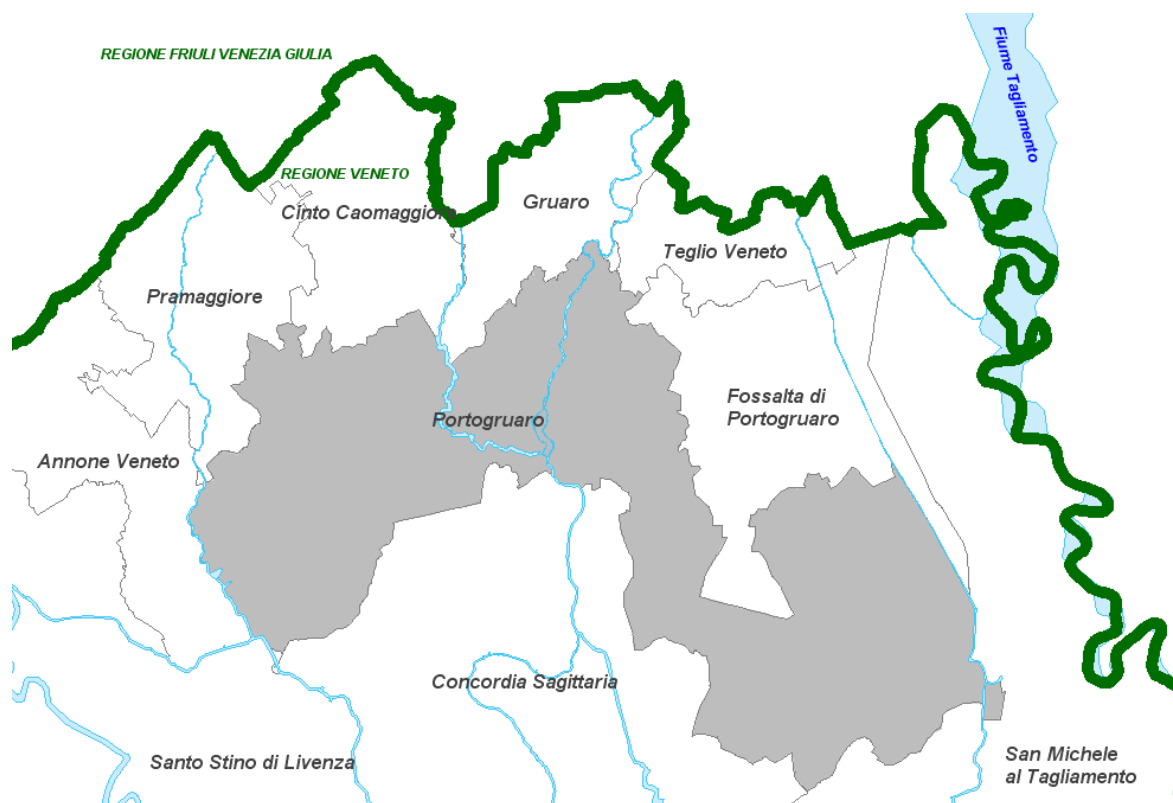 REGIONE FRIULI VENEZIA GIULIA
Fiume Tagliamento
REGIONE VENETO
Cinto Caomaggiore
Gruaro
Teglio Veneto
Pramaggiore
Fossalta di
Portogruaro
Portogruaro
Annone Veneto
Concordia Sagittaria
Santo Stino di Livenza
San Michele
al Tagliamento